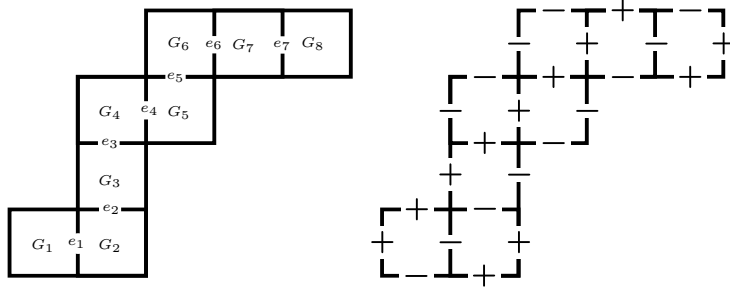 G₆ e₆ G₇ e₇ G₈
e₅
G₄ e₄ G₅
e₃
G₃
e₂
G₁ e₁ G₂
− + −
− + − +
− + − +
− + −
+ −
+ −
+ −
+ − +
− +